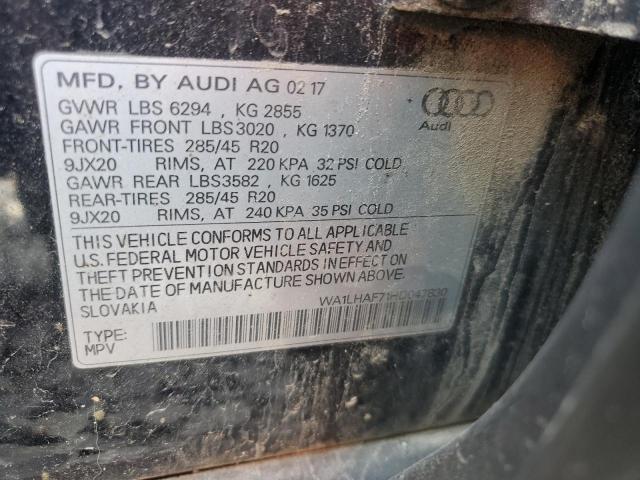 MFD. BY AUDI AG 02 17
GVWR LBS 6294 , KG 2855
GAWR FRONT LBS3020 , KG 1370
FRONT-TIRES 285/45 R20
9JX20 RIMS, AT 220 KPA 32 PSI COLD
GAWR REAR LBS3582 , KG 1625
REAR-TIRES 285/45 R20
9JX20 RIMS, AT 240 KPA 35 PSI COLD
Audi
THIS VEHICLE CONFORMS TO ALL APPLICABLE
U.S. FEDERAL MOTOR VEHICLE SAFETY AND
THEFT PREVENTION STANDARDS IN EFFECT ON
THE DATE OF MANUFACTURE SHOWN ABOVE.
SLOVAKIA
WA1LHAF71HD047830
TYPE:
MPV